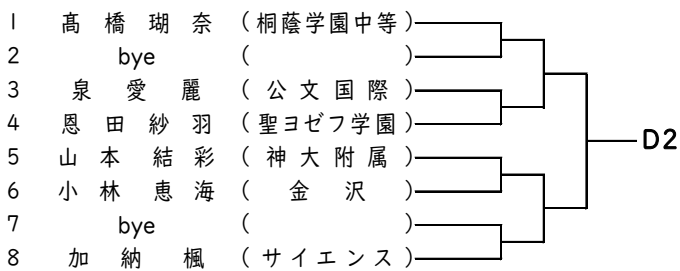 1 髙橋瑚奈 (桐蔭学園中等)
2 bye ( )
3 泉愛麗 (公文国際)
4 恩田紗羽 (聖ヨゼフ学園)
5 山本結彩 (神大附属)
6 小林恵海 (金沢)
7 bye ( )
8 加納楓 (サイエンス)
D2